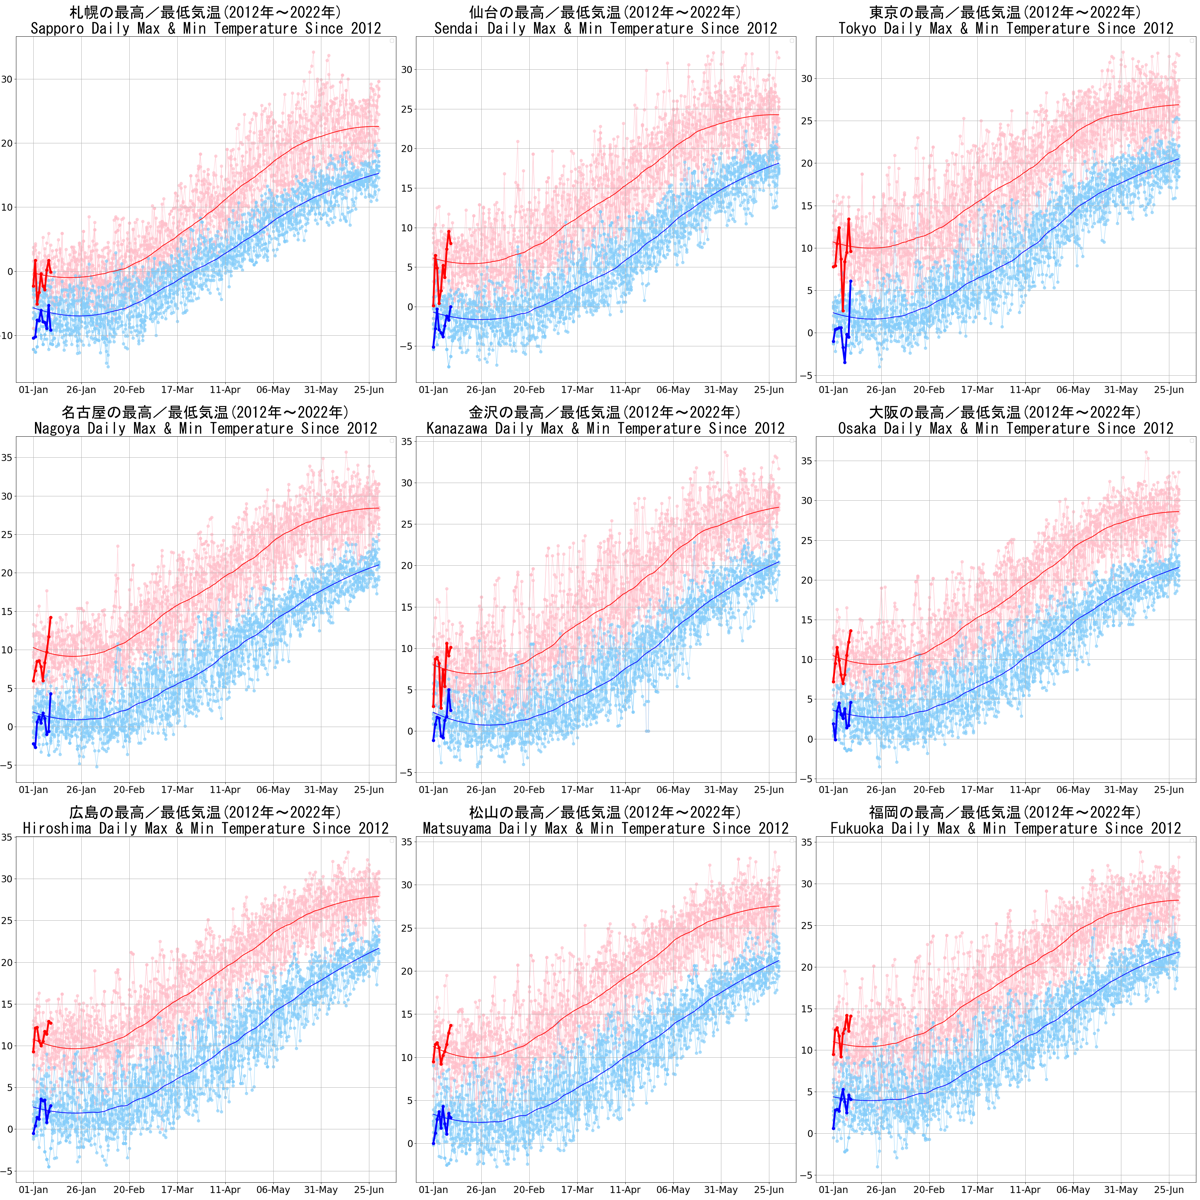 札幌の最高／最低気温(2012年～2022年)
Sapporo Daily Max & Min Temperature Since 2012
30
20
10
0
-10
01-Jan 26-Jan 20-Feb 17-Mar 11-Apr 06-May 31-May 25-Jun
仙台の最高／最低気温(2012年～2022年)
Sendai Daily Max & Min Temperature Since 2012
30
25
20
15
10
5
0
−5
01-Jan 26-Jan 20-Feb 17-Mar 11-Apr 06-May 31-May 25-Jun
東京の最高／最低気温(2012年～2022年)
Tokyo Daily Max & Min Temperature Since 2012
30
25
20
15
10
5
0
−5
01-Jan 26-Jan 20-Feb 17-Mar 11-Apr 06-May 31-May 25-Jun
名古屋の最高／最低気温(2012年～2022年)
Nagoya Daily Max & Min Temperature Since 2012
35
30
25
20
15
10
5
0
−5
01-Jan 26-Jan 20-Feb 17-Mar 11-Apr 06-May 31-May 25-Jun
金沢の最高／最低気温(2012年～2022年)
Kanazawa Daily Max & Min Temperature Since 2012
35
30
25
20
15
10
5
0
−5
01-Jan 26-Jan 20-Feb 17-Mar 11-Apr 06-May 31-May 25-Jun
大阪の最高／最低気温(2012年～2022年)
Osaka Daily Max & Min Temperature Since 2012
35
30
25
20
15
10
5
0
−5
01-Jan 26-Jan 20-Feb 17-Mar 11-Apr 06-May 31-May 25-Jun
広島の最高／最低気温(2012年～2022年)
Hiroshima Daily Max & Min Temperature Since 2012
35
30
25
20
15
10
5
0
−5
01-Jan 26-Jan 20-Feb 17-Mar 11-Apr 06-May 31-May 25-Jun
松山の最高／最低気温(2012年～2022年)
Matsuyama Daily Max & Min Temperature Since 2012
35
30
25
20
15
10
5
0
01-Jan 26-Jan 20-Feb 17-Mar 11-Apr 06-May 31-May 25-Jun
福岡の最高／最低気温(2012年～2022年)
Fukuoka Daily Max & Min Temperature Since 2012
35
30
25
20
15
10
5
0
−5
01-Jan 26-Jan 20-Feb 17-Mar 11-Apr 06-May 31-May 25-Jun